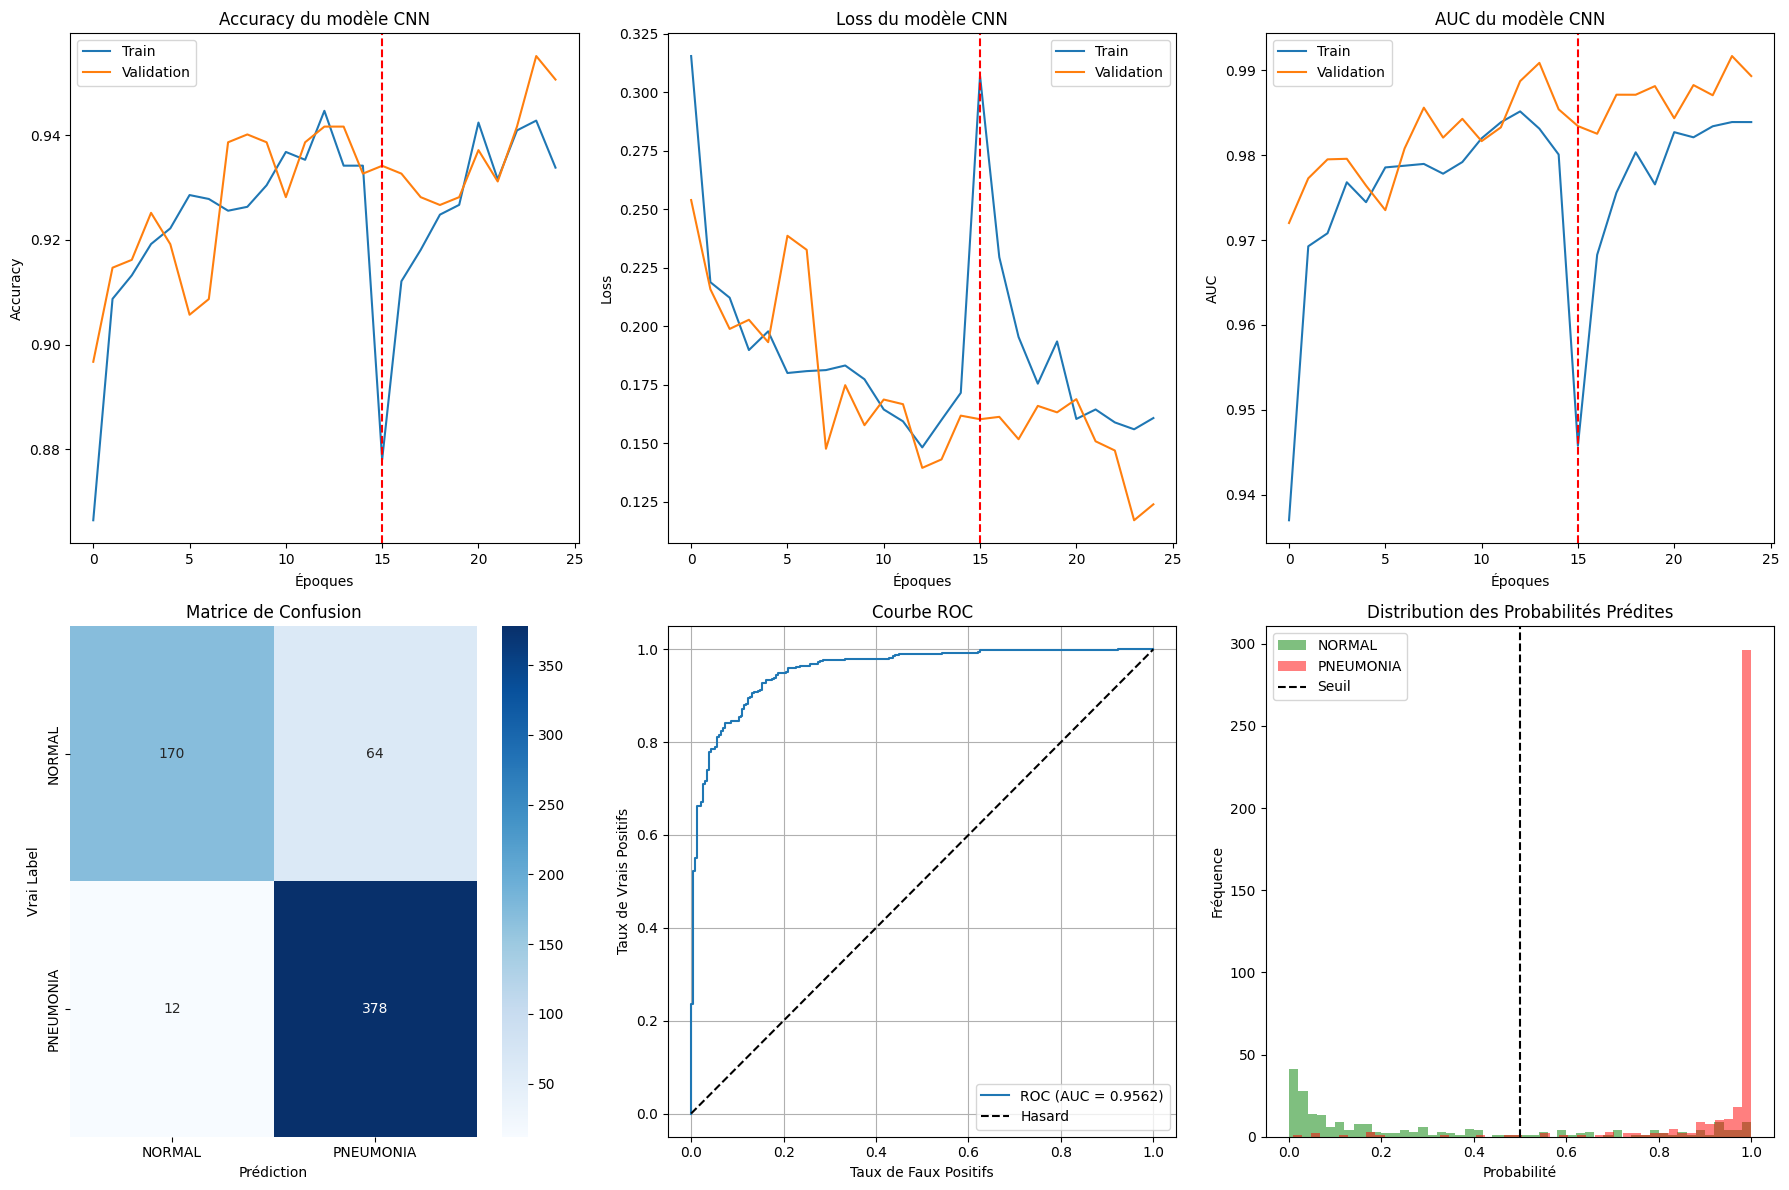 Accuracy du modèle CNN
Train
Validation
0.94
0.92
0.90
0.88
Accuracy
0 5 10 15 20 25
Époques
Loss du modèle CNN
Train
Validation
0.325
0.300
0.275
0.250
0.225
0.200
0.175
0.150
0.125
Loss
0 5 10 15 20 25
Époques
AUC du modèle CNN
Train
Validation
0.99
0.98
0.97
0.96
0.95
0.94
AUC
0 5 10 15 20 25
Époques
Matrice de Confusion
NORMAL
170 64
Vrai Label
PNEUMONIA
12 378
NORMAL PNEUMONIA
Prédiction
350
300
250
200
150
100
50
Courbe ROC
1.0
0.8
0.6
0.4
0.2
0.0
Taux de Vrais Positifs
ROC (AUC = 0.9562)
Hasard
0.0 0.2 0.4 0.6 0.8 1.0
Taux de Faux Positifs
Distribution des Probabilités Prédites
NORMAL
PNEUMONIA
Seuil
300
250
200
150
100
50
0
Fréquence
0.0 0.2 0.4 0.6 0.8 1.0
Probabilité